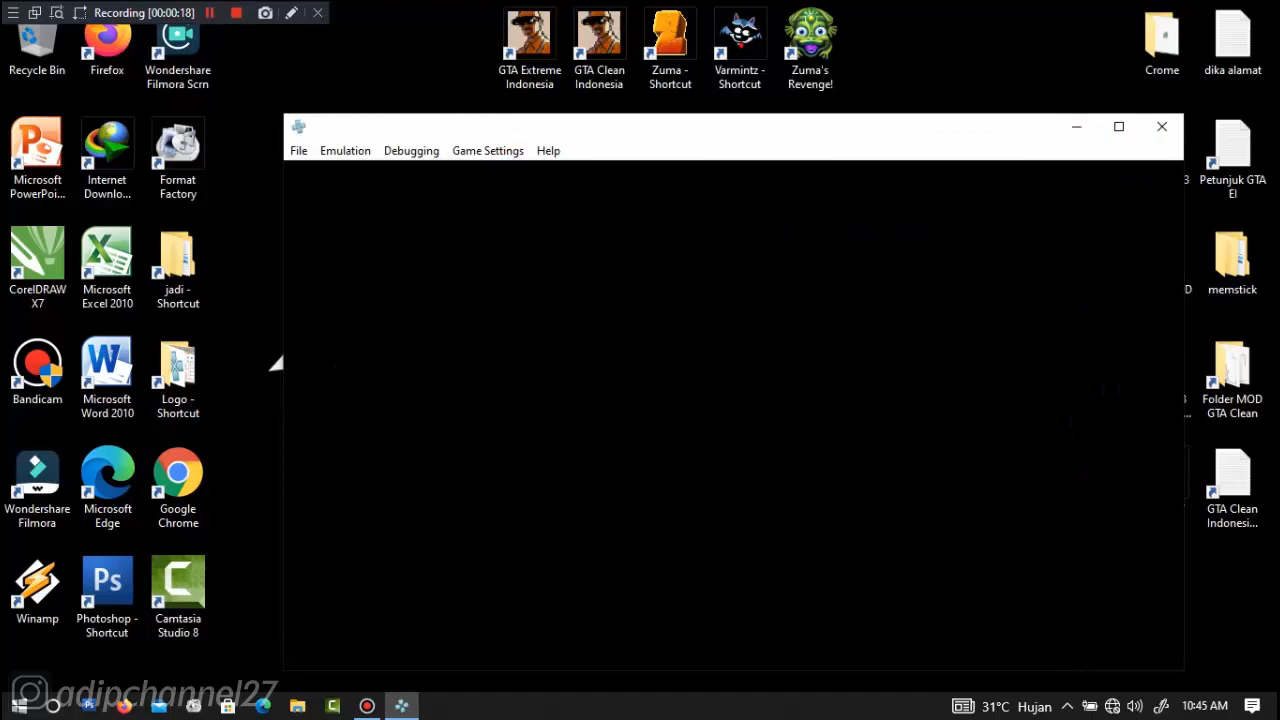 Recording [00:00:18]
Recycle Bin
Firefox
Wondershare
Filmora Scrn
GTA Extreme
Indonesia
GTA Clean
Indonesia
Zuma -
Shortcut
Varmintz -
Shortcut
Zuma's
Revenge!
Crome
dika alamat
File Emulation Debugging Game Settings Help
Microsoft
PowerPoi...
Internet
Downlo...
Format
Factory
3
Petunjuk GTA
EI
CorelDRAW
X7
Microsoft
Excel 2010
jadi -
Shortcut
D
memstick
Bandicam
Microsoft
Word 2010
Logo -
Shortcut
3
...
Folder MOD
GTA Clean
Wondershare
Filmora
Microsoft
Edge
Google
Chrome
GTA Clean
Indonesi...
Winamp
Ps
Photoshop -
Shortcut
Camtasia
Studio 8
adipchannel27
31°C Hujan
10:45 AM